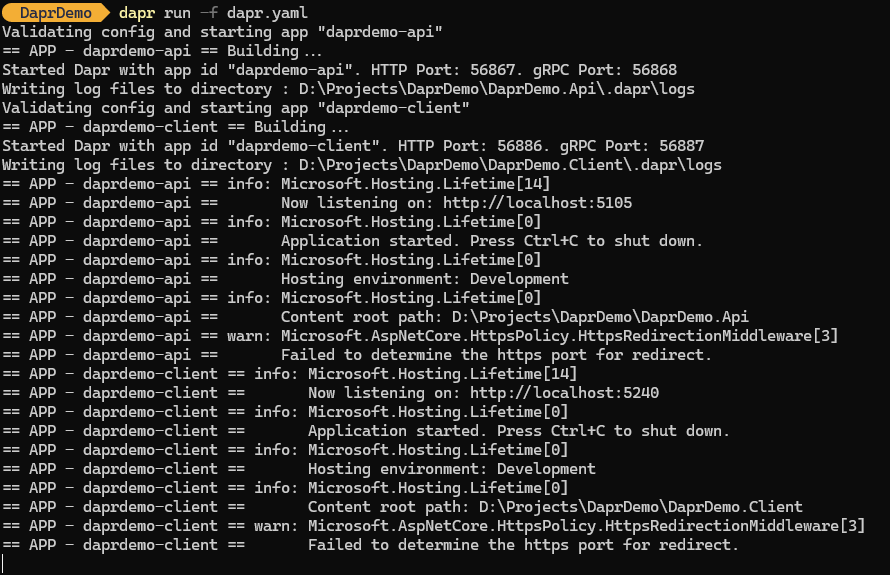 DaprDemo dapr run -f dapr.yaml
Validating config and starting app "daprdemo-api"
== APP - daprdemo-api == Building...
Started Dapr with app id "daprdemo-api". HTTP Port: 56867. gRPC Port: 56868
Writing log files to directory : D:\Projects\DaprDemo\DaprDemo.Api\.dapr\logs
Validating config and starting app "daprdemo-client"
== APP - daprdemo-client == Building...
Started Dapr with app id "daprdemo-client". HTTP Port: 56886. gRPC Port: 56887
Writing log files to directory : D:\Projects\DaprDemo\DaprDemo.Client\.dapr\logs
== APP - daprdemo-api == info: Microsoft.Hosting.Lifetime[14]
== APP - daprdemo-api ==       Now listening on: http://localhost:5105
== APP - daprdemo-api == info: Microsoft.Hosting.Lifetime[0]
== APP - daprdemo-api ==       Application started. Press Ctrl+C to shut down.
== APP - daprdemo-api == info: Microsoft.Hosting.Lifetime[0]
== APP - daprdemo-api ==       Hosting environment: Development
== APP - daprdemo-api == info: Microsoft.Hosting.Lifetime[0]
== APP - daprdemo-api ==       Content root path: D:\Projects\DaprDemo\DaprDemo.Api
== APP - daprdemo-api == warn: Microsoft.AspNetCore.HttpsPolicy.HttpsRedirectionMiddleware[3]
== APP - daprdemo-api ==       Failed to determine the https port for redirect.
== APP - daprdemo-client == info: Microsoft.Hosting.Lifetime[14]
== APP - daprdemo-client ==       Now listening on: http://localhost:5240
== APP - daprdemo-client == info: Microsoft.Hosting.Lifetime[0]
== APP - daprdemo-client ==       Application started. Press Ctrl+C to shut down.
== APP - daprdemo-client == info: Microsoft.Hosting.Lifetime[0]
== APP - daprdemo-client ==       Hosting environment: Development
== APP - daprdemo-client == info: Microsoft.Hosting.Lifetime[0]
== APP - daprdemo-client ==       Content root path: D:\Projects\DaprDemo\DaprDemo.Client
== APP - daprdemo-client == warn: Microsoft.AspNetCore.HttpsPolicy.HttpsRedirectionMiddleware[3]
== APP - daprdemo-client ==       Failed to determine the https port for redirect.